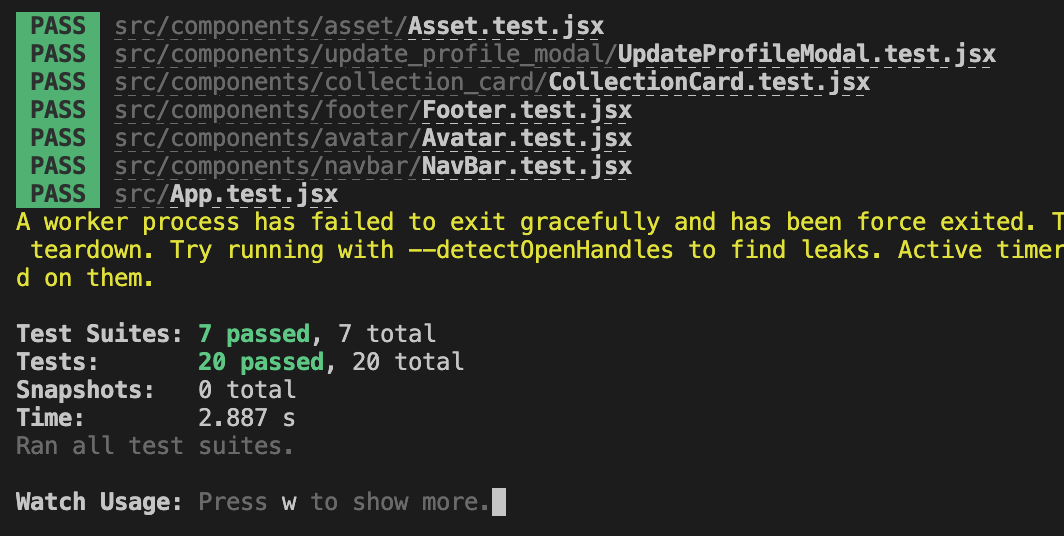 PASS src/components/asset/Asset.test.jsx
PASS src/components/update_profile_modal/UpdateProfileModal.test.jsx
PASS src/components/collection_card/CollectionCard.test.jsx
PASS src/components/footer/Footer.test.jsx
PASS src/components/avatar/Avatar.test.jsx
PASS src/components/navbar/NavBar.test.jsx
PASS src/App.test.jsx
A worker process has failed to exit gracefully and has been force exited. T
teardown. Try running with --detectOpenHandles to find leaks. Active timer
d on them.
Test Suites: 7 passed, 7 total
Tests: 20 passed, 20 total
Snapshots: 0 total
Time: 2.887 s
Ran all test suites.
Watch Usage: Press w to show more.